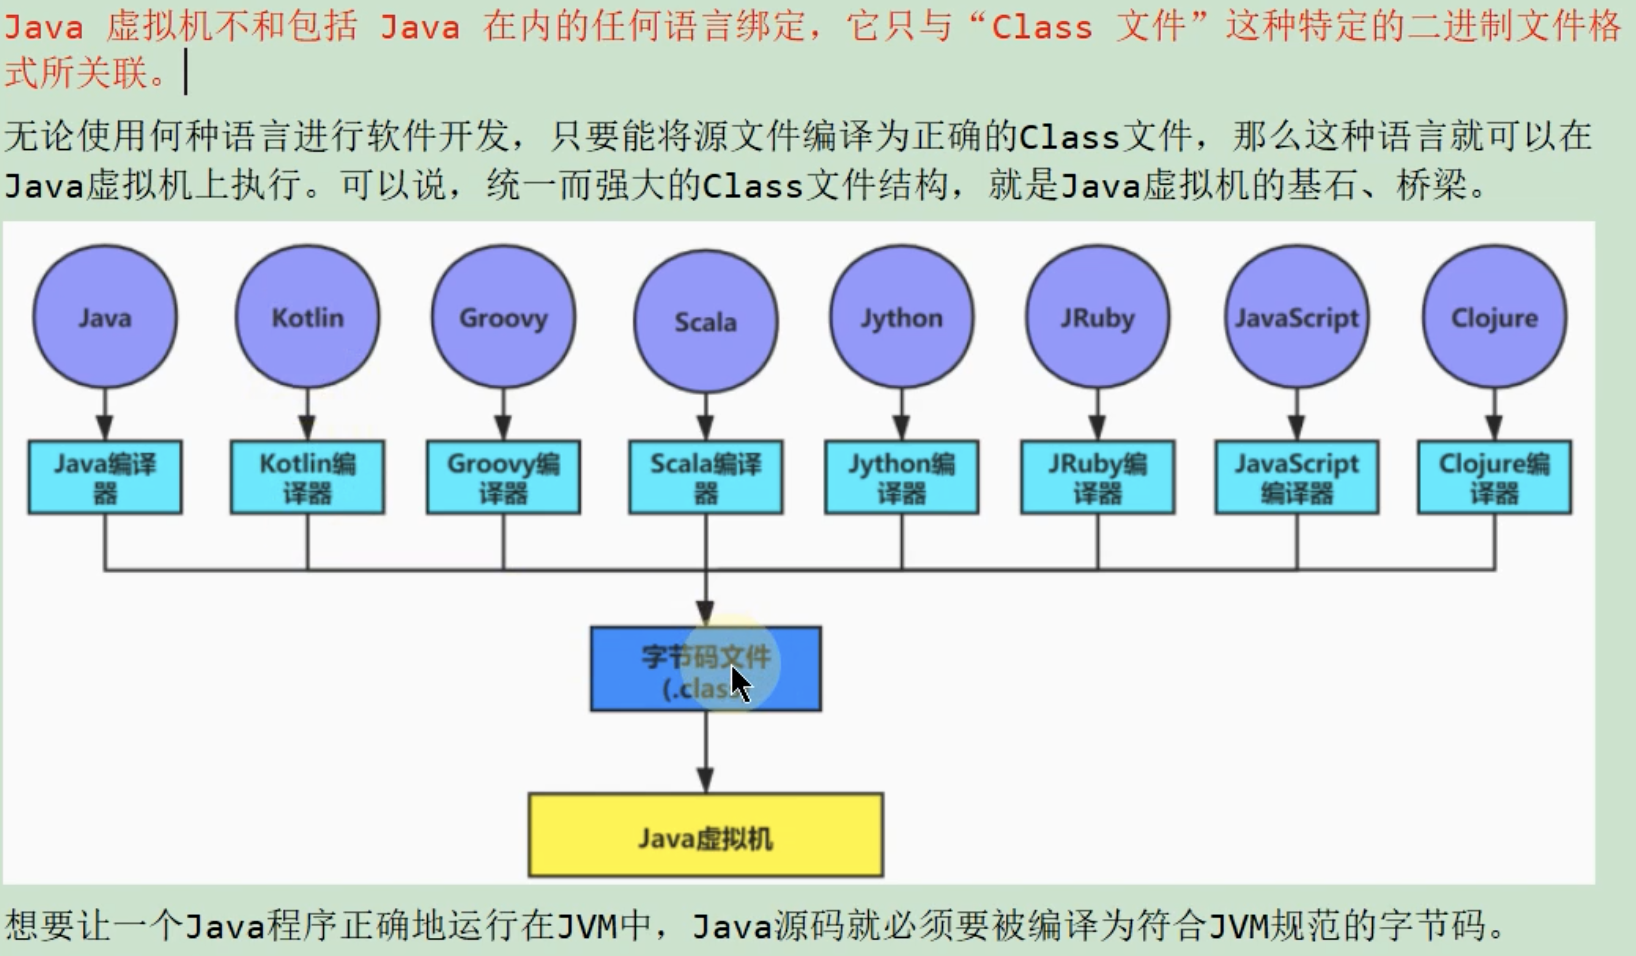 Java 虚拟机不和包括 Java 在内的任何语言绑定，它只与“Class 文件”这种特定的二进制文件格
式所关联。
无论使用何种语言进行软件开发，只要能将源文件编译为正确的Class文件，那么这种语言就可以在
Java虚拟机上执行。可以说，统一而强大的Class文件结构，就是Java虚拟机的基石、桥梁。
Java
Kotlin
Groovy
Scala
Jython
JRuby
JavaScript
Clojure
Java编译
器
Kotlin编
译器
Groovy编
译器
Scala编译
器
Jython编
译器
JRuby编
译器
JavaScript
编译器
Clojure编
译器
字节码文件
(.clas
Java虚拟机
想要让一个Java程序正确地运行在JVM中，Java源码就必须要被编译为符合JVM规范的字节码。